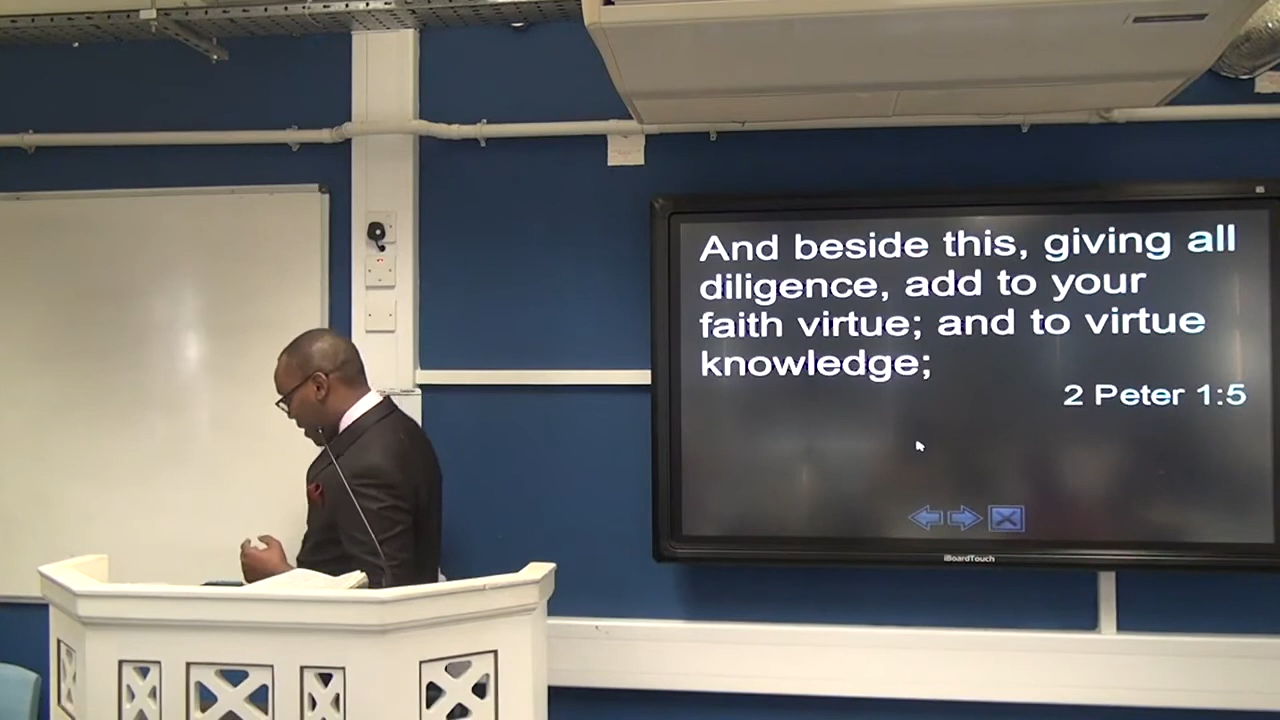 And beside this, giving all
diligence, add to your
faith virtue; and to virtue
knowledge;
2 Peter 1:5
iBoardTouch